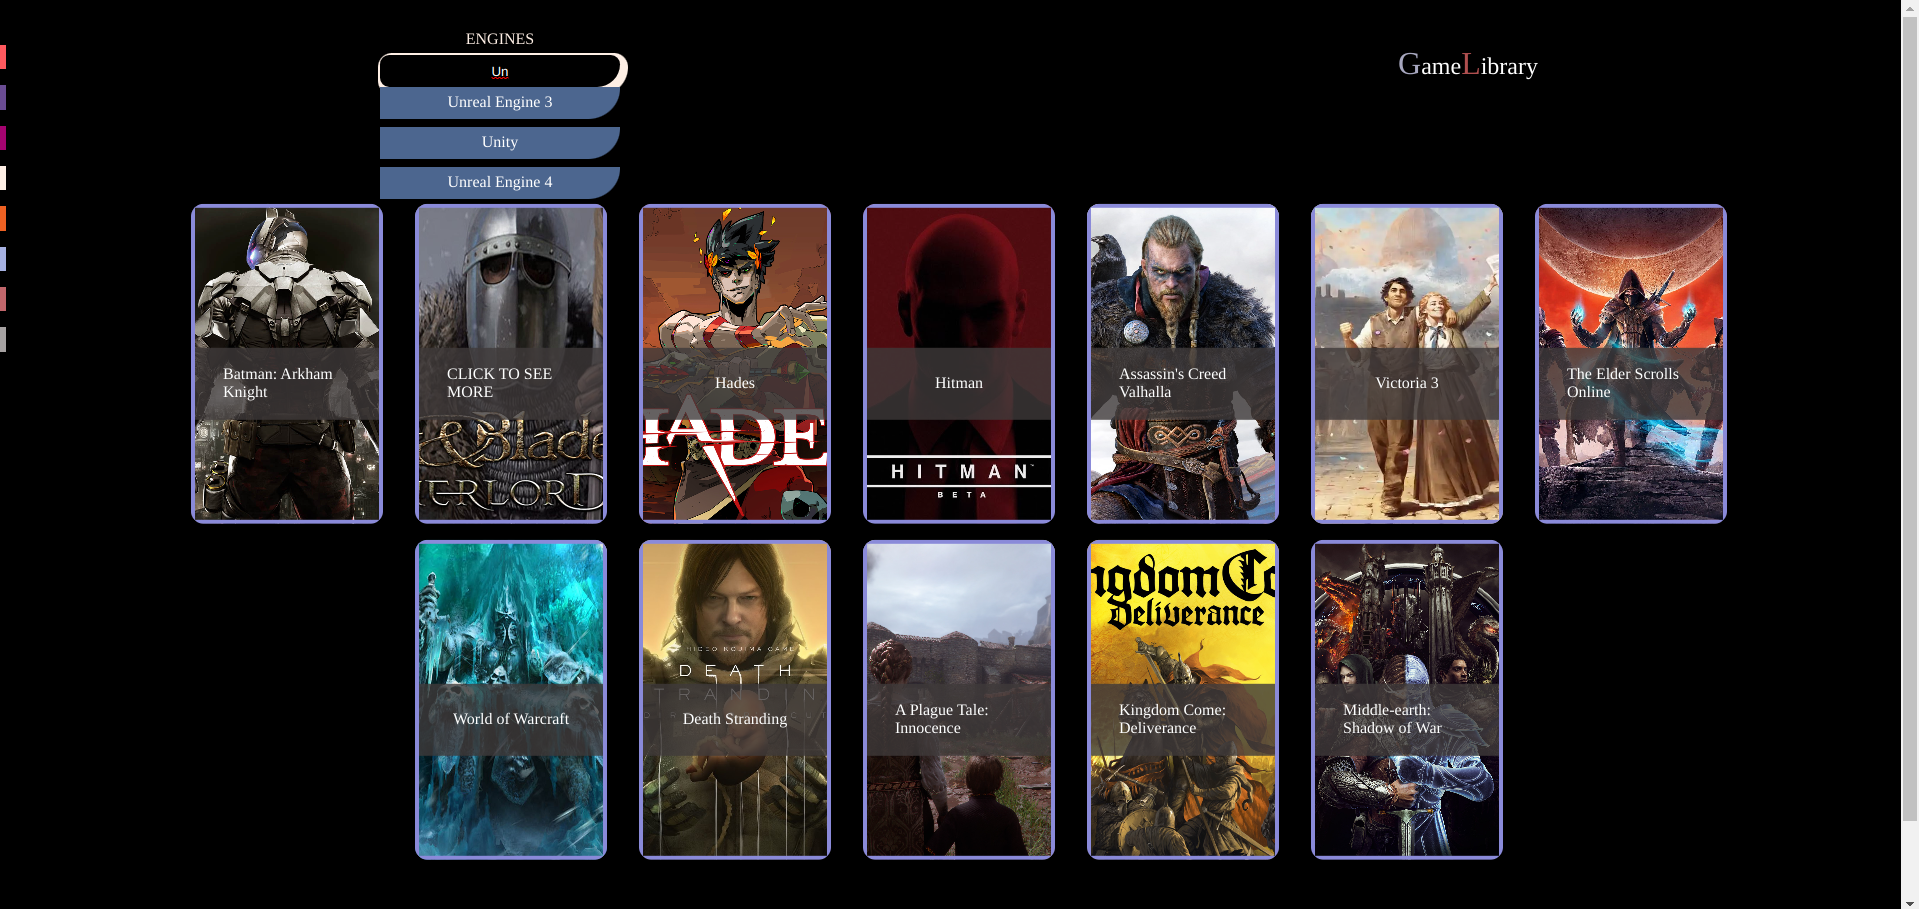 ENGINES
GameLibrary
Un
Unreal Engine 3
Unity
Unreal Engine 4
Batman: Arkham
Knight
CLICK TO SEE
MORE
Blade
ERLORD
Hades
HADE
Hitman
HITMAN
BETA
Assassin's Creed
Valhalla
Victoria 3
The Elder Scrolls
Online
World of Warcraft
HIDEO KOJIMA GAME
DEATH
TRANDIN
Death Stranding
A Plague Tale:
Innocence
ngdom Co
Deliverance
Kingdom Come:
Deliverance
Middle-earth:
Shadow of War